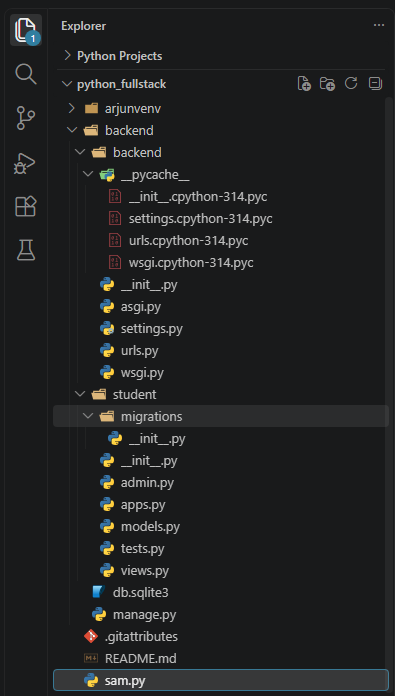 Explorer
1
Python Projects
python_fullstack
arjunvenv
backend
backend
__pycache__
__init__.cpython-314.pyc
settings.cpython-314.pyc
urls.cpython-314.pyc
wsgi.cpython-314.pyc
__init__.py
asgi.py
settings.py
urls.py
wsgi.py
student
migrations
__init__.py
__init__.py
admin.py
apps.py
models.py
tests.py
views.py
db.sqlite3
manage.py
.gitattributes
README.md
sam.py